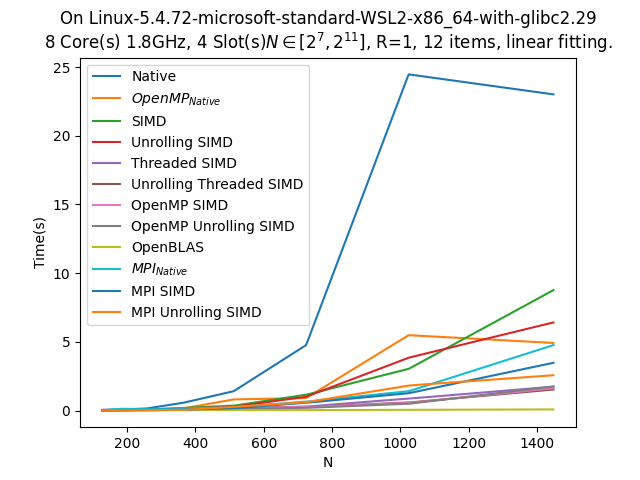 On Linux-5.4.72-microsoft-standard-WSL2-x86_64-with-glibc2.29
8 Core(s) 1.8GHz, 4 Slot(s)N ∈ [2^7, 2^11], R=1, 12 items, linear fitting.
25
20
15
10
5
0
Time(s)
Native
OpenMP_Native
SIMD
Unrolling SIMD
Threaded SIMD
Unrolling Threaded SIMD
OpenMP SIMD
OpenMP Unrolling SIMD
OpenBLAS
MPI_Native
MPI SIMD
MPI Unrolling SIMD
200 400 600 800 1000 1200 1400
N